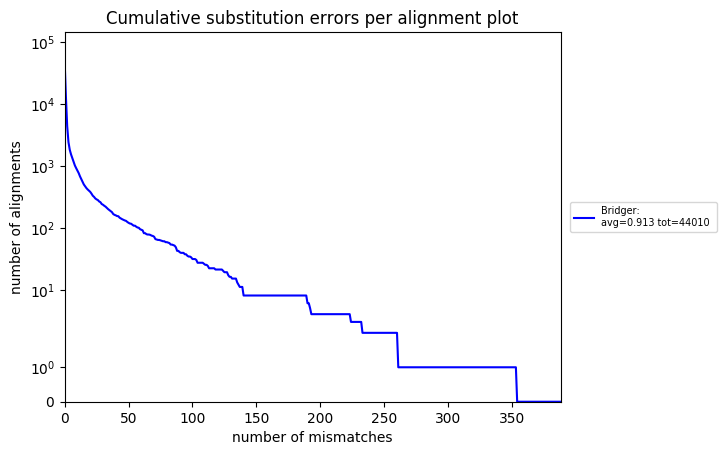 Cumulative substitution errors per alignment plot
10^5
10^4
10^3
10^2
10^1
10^0
0
number of alignments
0 50 100 150 200 250 300 350
number of mismatches
Bridger:
avg=0.913 tot=44010